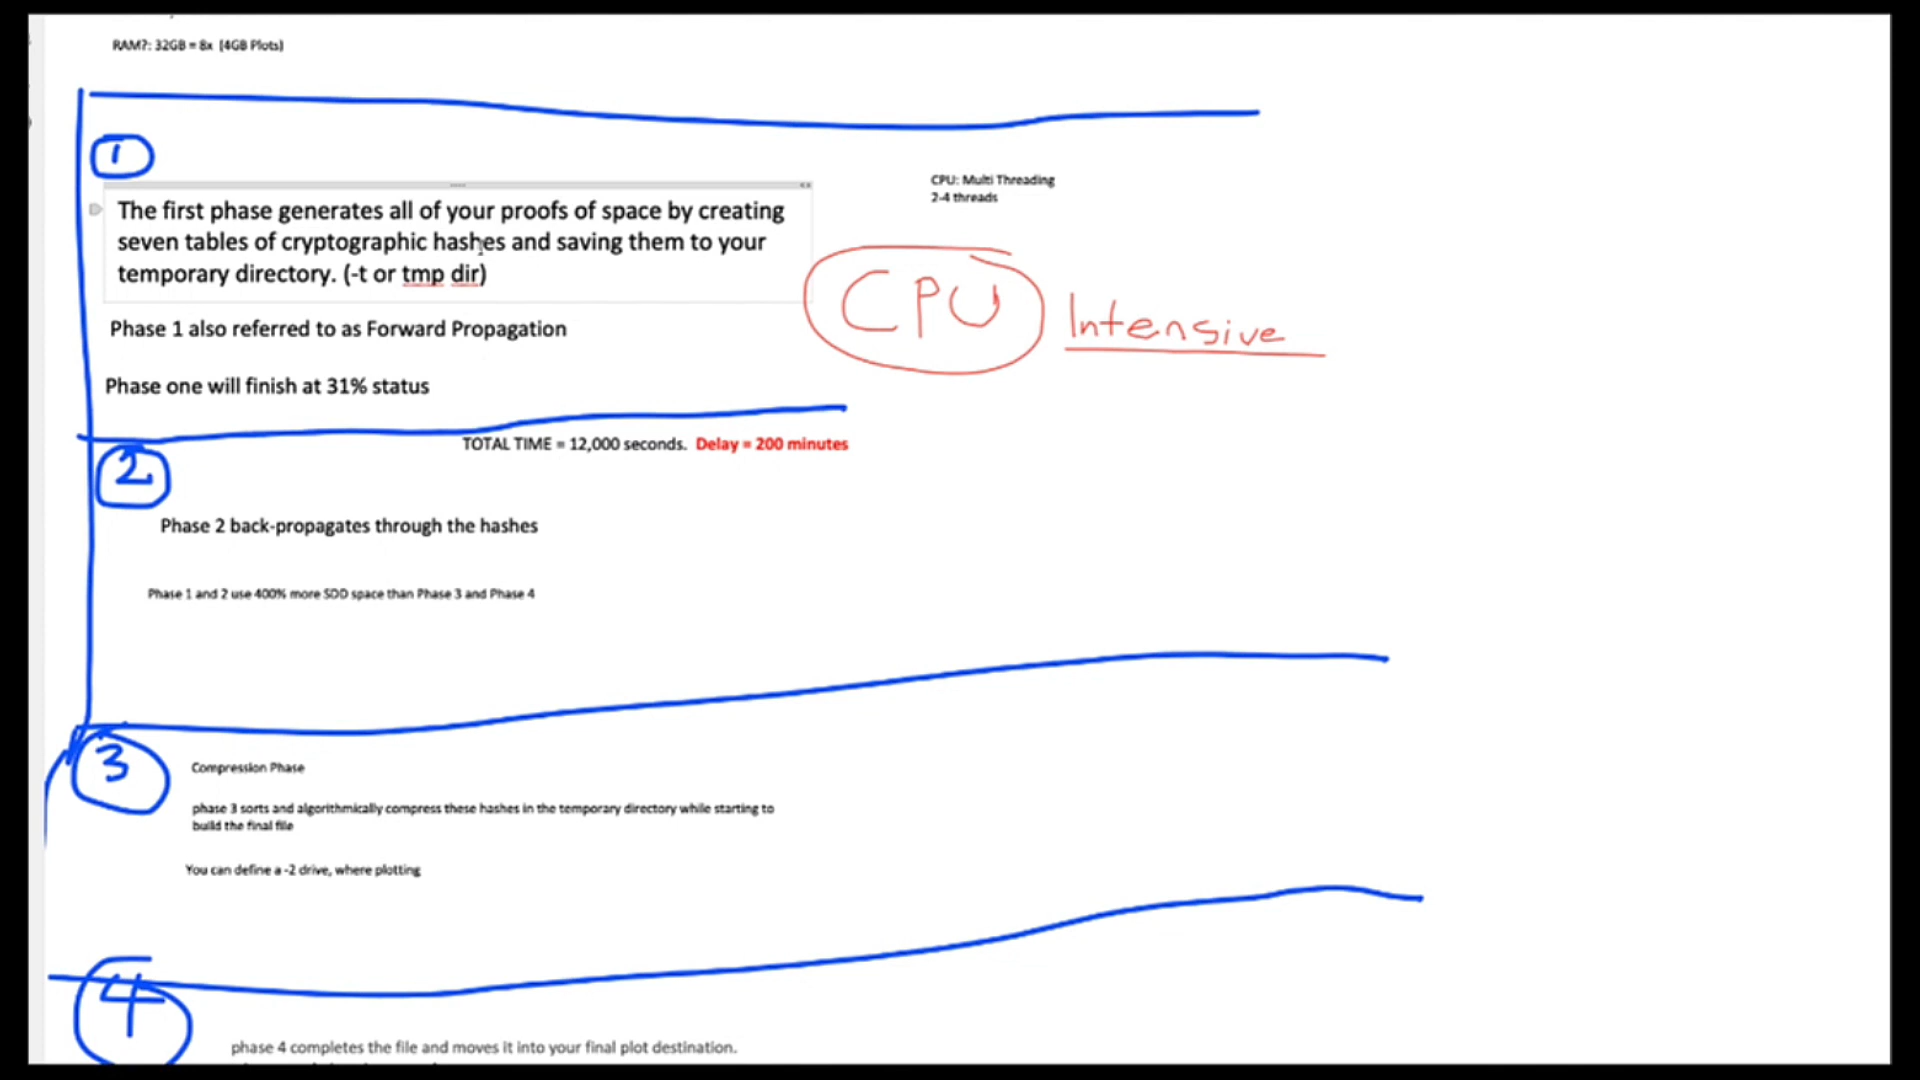 RAM?: 32GB = 8x (4GB Plots)
1
CPU: Multi Threading
2-4 threads
The first phase generates all of your proofs of space by creating
seven tables of cryptographic hashes and saving them to your
temporary directory. (-t or tmp dir)
CPU Intensive
Phase 1 also referred to as Forward Propagation
Phase one will finish at 31% status
TOTAL TIME = 12,000 seconds. Delay = 200 minutes
2
Phase 2 back-propagates through the hashes
Phase 1 and 2 use 400% more SDD space than Phase 3 and Phase 4
3
Compression Phase
phase 3 sorts and algorithmically compress these hashes in the temporary directory while starting to
build the final file
You can define a -2 drive, where plotting
4
phase 4 completes the file and moves it into your final plot destination.